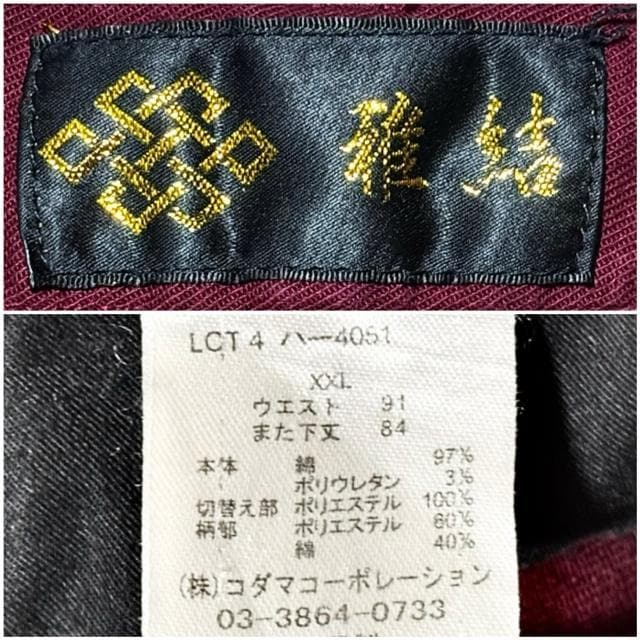 雅結
LCT4 ハー4051
XXL
ウエスト 91
また下丈 84
本体 綿 97%
ポリウレタン 3%
切替え部 ポリエステル 100%
柄部 ポリエステル 60%
綿 40%
(株)コダマコーポレーション
03-3864-0733